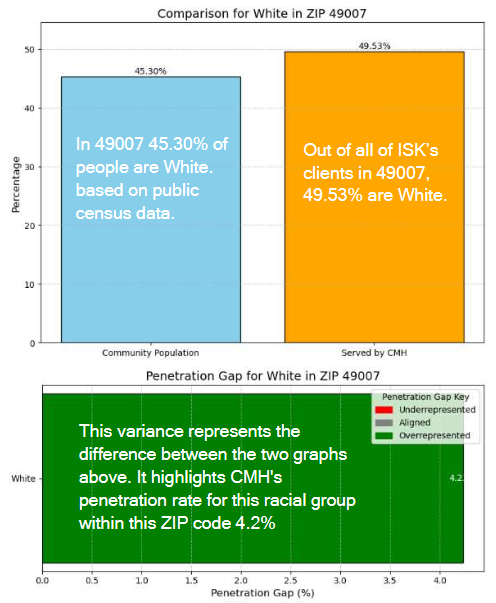 Comparison for White in ZIP 49007
Percentage
50
40
30
20
10
0
45.30%
49.53%
In 49007 45.30% of
people are White.
based on public
census data.
Out of all of ISK's
clients in 49007,
49.53% are White.
Community Population
Served by CMH
Penetration Gap for White in ZIP 49007
Penetration Gap Key
Underrepresented
Aligned
Overrepresented
White
This variance represents the
difference between the two graphs
above. It highlights CMH's
penetration rate for this racial group
within this ZIP code 4.2%
4.2
0.0 0.5 1.0 1.5 2.0 2.5 3.0 3.5 4.0
Penetration Gap (%)